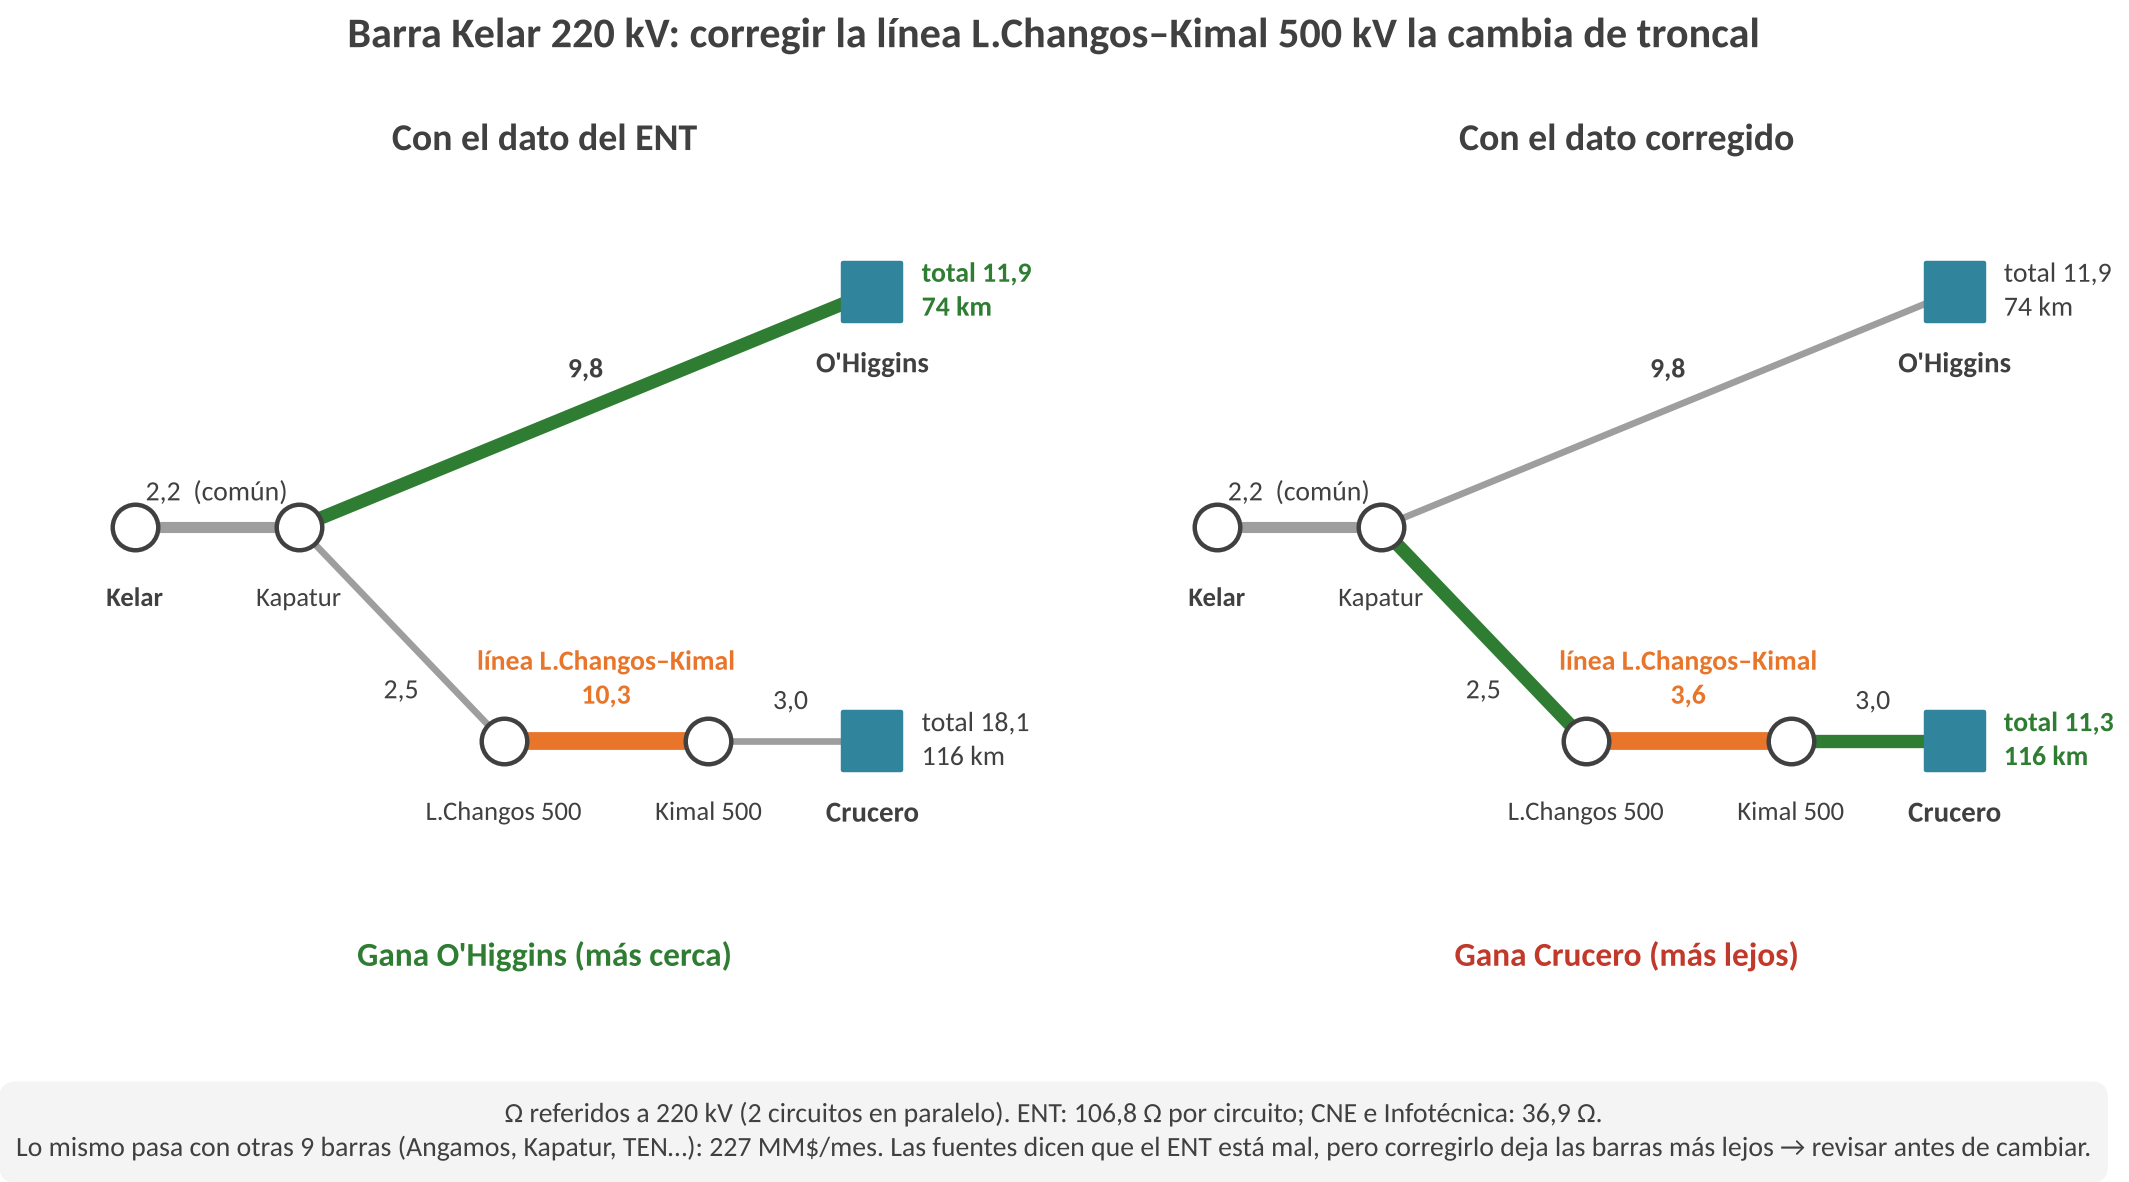 Barra Kelar 220 kV: corregir la línea L.Changos–Kimal 500 kV la cambia de troncal
Con el dato del ENT
total 11,9
74 km
O'Higgins
9,8
2,2 (común)
Kelar
Kapatur
2,5
línea L.Changos–Kimal
10,3
3,0
total 18,1
116 km
L.Changos 500
Kimal 500
Crucero
Gana O'Higgins (más cerca)
Con el dato corregido
total 11,9
74 km
O'Higgins
9,8
2,2 (común)
Kelar
Kapatur
2,5
línea L.Changos–Kimal
3,6
3,0
total 11,3
116 km
L.Changos 500
Kimal 500
Crucero
Gana Crucero (más lejos)
Ω referidos a 220 kV (2 circuitos en paralelo). ENT: 106,8 Ω por circuito; CNE e Infotécnica: 36,9 Ω.
Lo mismo pasa con otras 9 barras (Angamos, Kapatur, TEN...): 227 MM$/mes. Las fuentes dicen que el ENT está mal, pero corregirlo deja las barras más lejos → revisar antes de cambiar.